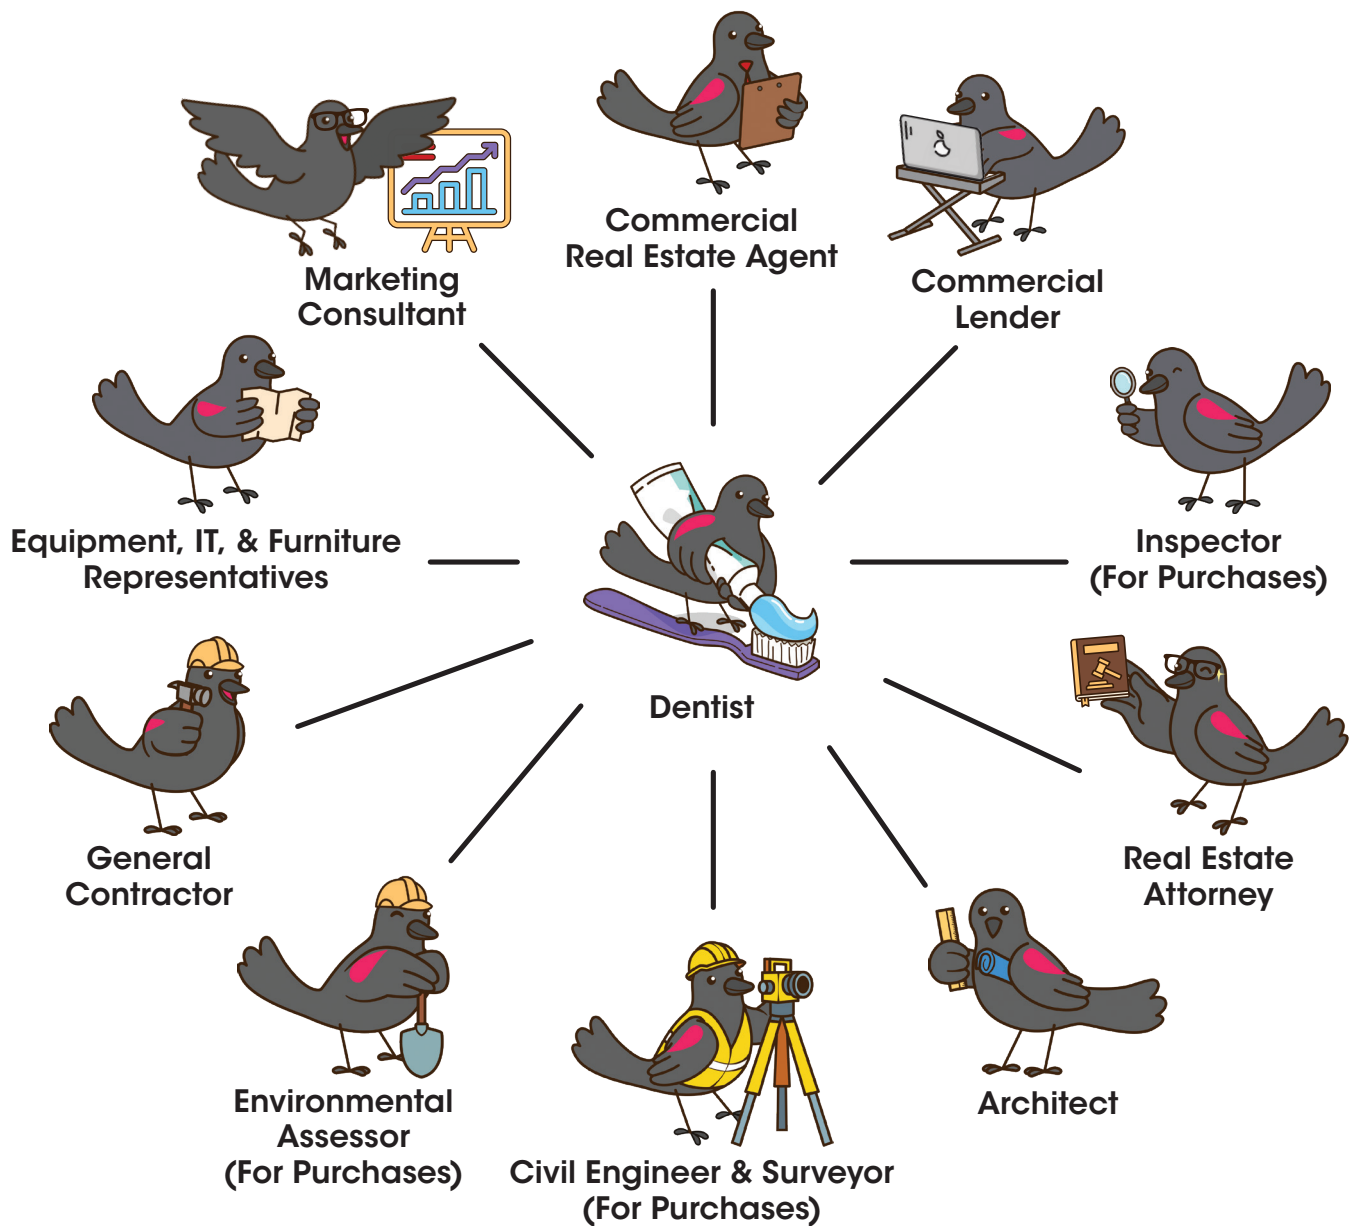 Commercial
Real Estate Agent
Commercial
Lender
Marketing
Consultant
Inspector
(For Purchases)
Equipment, IT, & Furniture
Representatives
Dentist
Real Estate
Attorney
General
Contractor
Architect
Environmental
Assessor
(For Purchases)
Civil Engineer & Surveyor
(For Purchases)